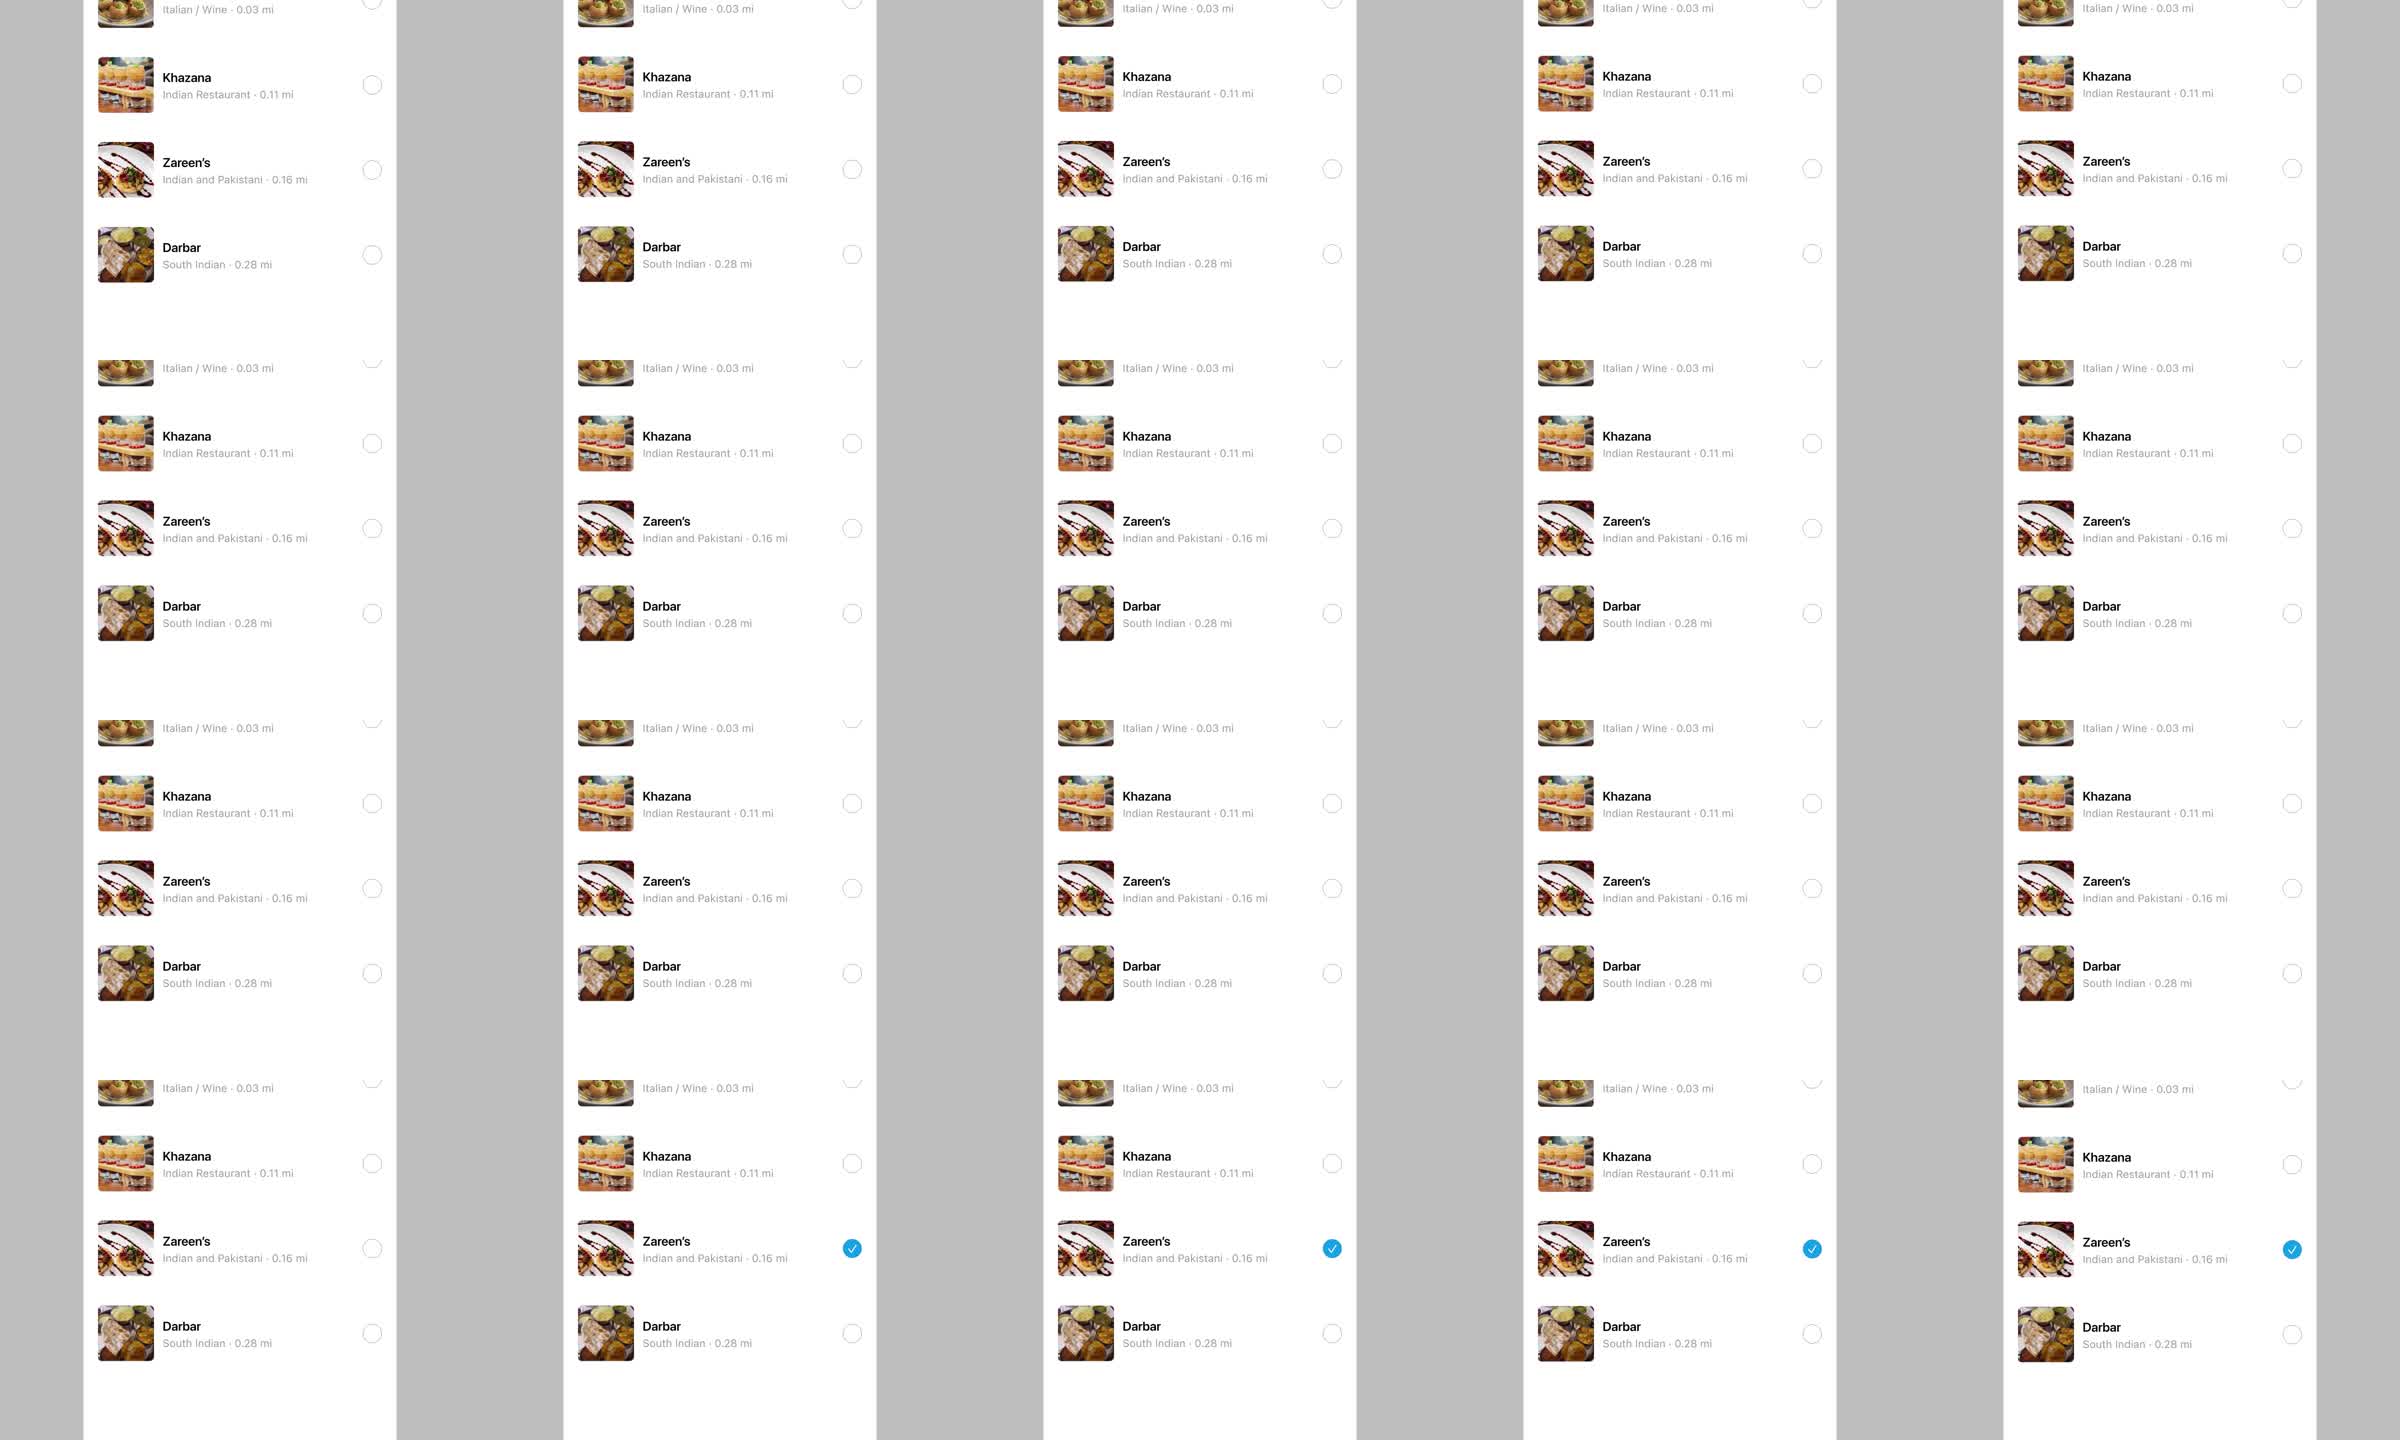 Italian / Wine · 0.03 mi
Khazana
Indian Restaurant · 0.11 mi
Zareen's
Indian and Pakistani · 0.16 mi
Darbar
South Indian · 0.28 mi
Italian / Wine · 0.03 mi
Khazana
Indian Restaurant · 0.11 mi
Zareen's
Indian and Pakistani · 0.16 mi
Darbar
South Indian · 0.28 mi
Italian / Wine · 0.03 mi
Khazana
Indian Restaurant · 0.11 mi
Zareen's
Indian and Pakistani · 0.16 mi
Darbar
South Indian · 0.28 mi
Italian / Wine · 0.03 mi
Khazana
Indian Restaurant · 0.11 mi
Zareen's
Indian and Pakistani · 0.16 mi
Darbar
South Indian · 0.28 mi
Italian / Wine · 0.03 mi
Khazana
Indian Restaurant · 0.11 mi
Zareen's
Indian and Pakistani · 0.16 mi
Darbar
South Indian · 0.28 mi
Italian / Wine · 0.03 mi
Khazana
Indian Restaurant · 0.11 mi
Zareen's
Indian and Pakistani · 0.16 mi
Darbar
South Indian · 0.28 mi
Italian / Wine · 0.03 mi
Khazana
Indian Restaurant · 0.11 mi
Zareen's
Indian and Pakistani · 0.16 mi
Darbar
South Indian · 0.28 mi
Italian / Wine · 0.03 mi
Khazana
Indian Restaurant · 0.11 mi
Zareen's
Indian and Pakistani · 0.16 mi
Darbar
South Indian · 0.28 mi
Italian / Wine · 0.03 mi
Khazana
Indian Restaurant · 0.11 mi
Zareen's
Indian and Pakistani · 0.16 mi
Darbar
South Indian · 0.28 mi
Italian / Wine · 0.03 mi
Khazana
Indian Restaurant · 0.11 mi
Zareen's
Indian and Pakistani · 0.16 mi
Darbar
South Indian · 0.28 mi
Italian / Wine · 0.03 mi
Khazana
Indian Restaurant · 0.11 mi
Zareen's
Indian and Pakistani · 0.16 mi
Darbar
South Indian · 0.28 mi
Italian / Wine · 0.03 mi
Khazana
Indian Restaurant · 0.11 mi
Zareen's
Indian and Pakistani · 0.16 mi
Darbar
South Indian · 0.28 mi
Italian / Wine · 0.03 mi
Khazana
Indian Restaurant · 0.11 mi
Zareen's
Indian and Pakistani · 0.16 mi
Darbar
South Indian · 0.28 mi
Italian / Wine · 0.03 mi
Khazana
Indian Restaurant · 0.11 mi
Zareen's
Indian and Pakistani · 0.16 mi
Darbar
South Indian · 0.28 mi
Italian / Wine · 0.03 mi
Khazana
Indian Restaurant · 0.11 mi
Zareen's
Indian and Pakistani · 0.16 mi
Darbar
South Indian · 0.28 mi
Italian / Wine · 0.03 mi
Khazana
Indian Restaurant · 0.11 mi
Zareen's
Indian and Pakistani · 0.16 mi
Darbar
South Indian · 0.28 mi
Italian / Wine · 0.03 mi
Khazana
Indian Restaurant · 0.11 mi
Zareen's
Indian and Pakistani · 0.16 mi
Darbar
South Indian · 0.28 mi
Italian / Wine · 0.03 mi
Khazana
Indian Restaurant · 0.11 mi
Zareen's
Indian and Pakistani · 0.16 mi
Darbar
South Indian · 0.28 mi
Italian / Wine · 0.03 mi
Khazana
Indian Restaurant · 0.11 mi
Zareen's
Indian and Pakistani · 0.16 mi
Darbar
South Indian · 0.28 mi